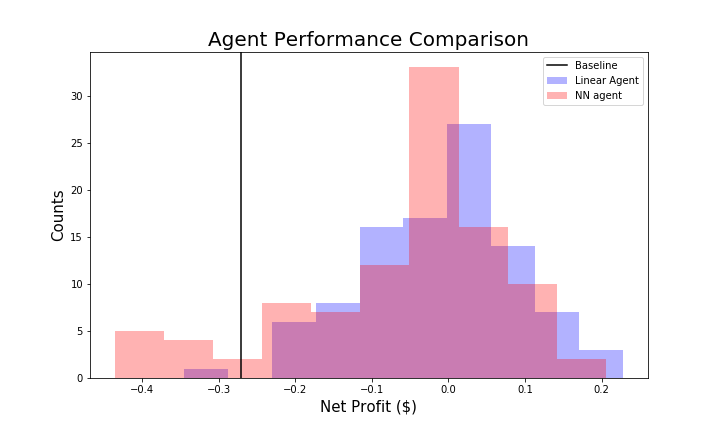 Agent Performance Comparison
Baseline
Linear Agent
NN agent
Counts
30
25
20
15
10
5
0
−0.4
−0.3
−0.2
−0.1
0.0
0.1
0.2
Net Profit ($)